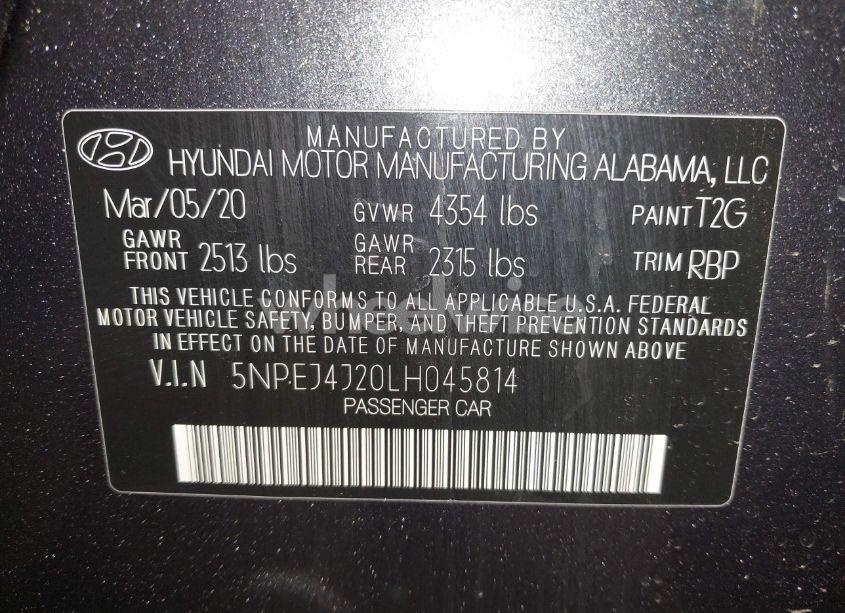 MANUFACTURED BY
HYUNDAI MOTOR MANUFACTURING ALABAMA, LLC
Mar/05/20 GVWR 4354 lbs PAINT T2G
GAWR FRONT 2513 lbs GAWR REAR 2315 lbs TRIM RBP
THIS VEHICLE CONFORMS TO ALL APPLICABLE U.S.A. FEDERAL
MOTOR VEHICLE SAFETY, BUMPER, AND THEFT PREVENTION STANDARDS
IN EFFECT ON THE DATE OF MANUFACTURE SHOWN ABOVE
V.I.N 5NPEJ4J20LH045814
PASSENGER CAR